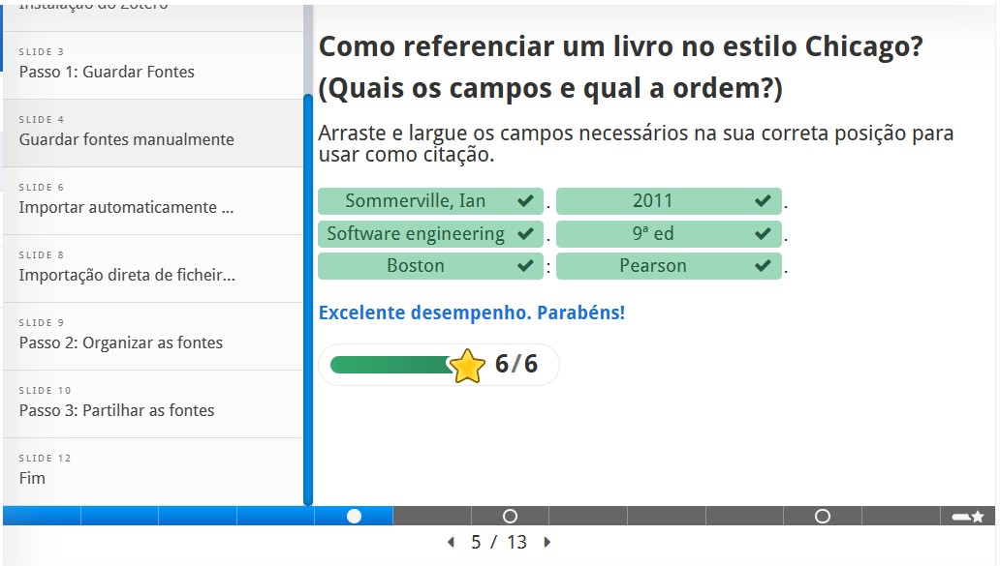 Instalação do Zotero
SLIDE 3
Passo 1: Guardar Fontes
SLIDE 4
Guardar fontes manualmente
SLIDE 6
Importar automaticamente ...
SLIDE 8
Importação direta de ficheir...
SLIDE 9
Passo 2: Organizar as fontes
SLIDE 10
Passo 3: Partilhar as fontes
SLIDE 12
Fim
Como referenciar um livro no estilo Chicago?
(Quais os campos e qual a ordem?)
Arraste e largue os campos necessários na sua correta posição para
usar como citação.
Sommerville, Ian . 2011 .
Software engineering . 9ª ed .
Boston : Pearson .
Excelente desempenho. Parabéns!
6/6
5 / 13